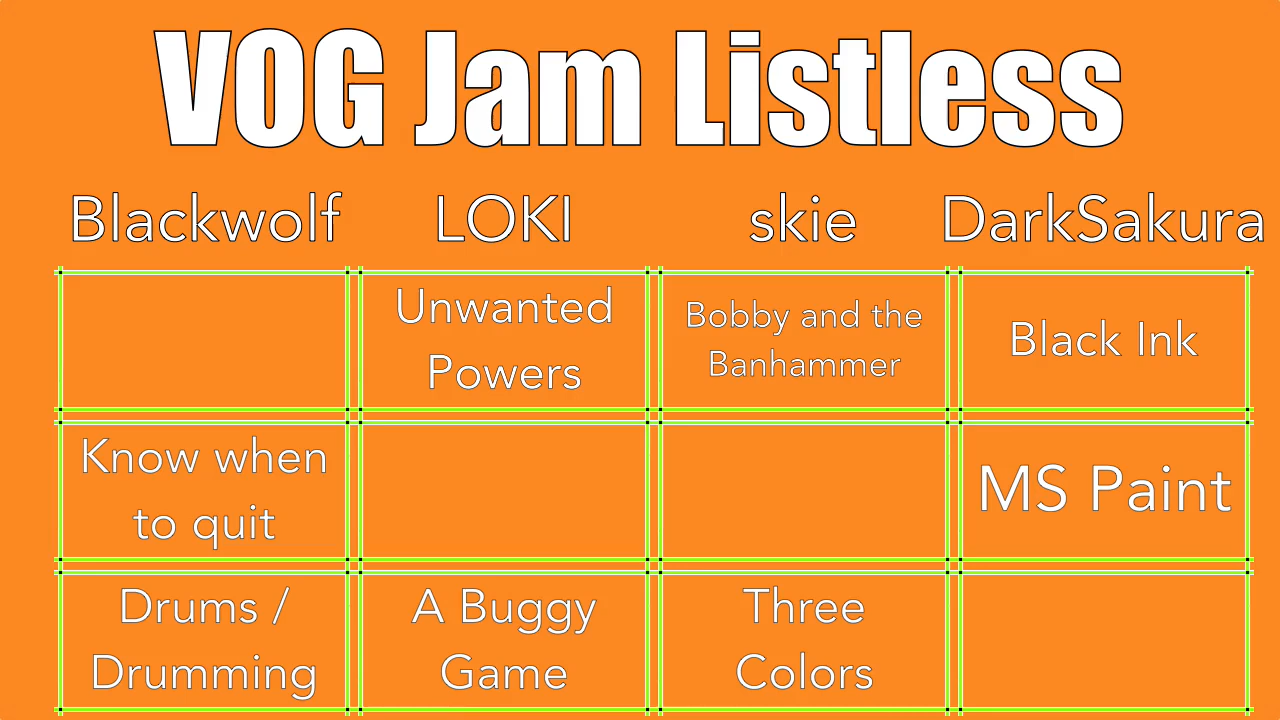 VOG Jam Listless
Blackwolf LOKI skie DarkSakura
Unwanted
Powers
Bobby and the
Banhammer
Black Ink
Know when
to quit
MS Paint
Drums /
Drumming
A Buggy
Game
Three
Colors